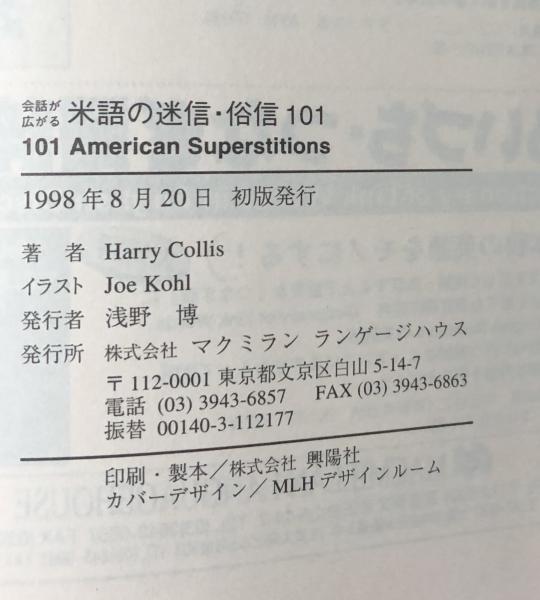 会話が
広がる 米語の迷信・俗信 101
101 American Superstitions
1998年8月20日 初版発行
著 者 Harry Collis
イラスト Joe Kohl
発行者 浅野 博
発行所 株式会社 マクミラン ランゲージハウス
〒112-0001 東京都文京区白山 5-14-7
電話 (03) 3943-6857 FAX (03) 3943-6863
振替 00140-3-112177
印刷・製本／株式会社 興陽社
カバーデザイン／MLHデザインルーム